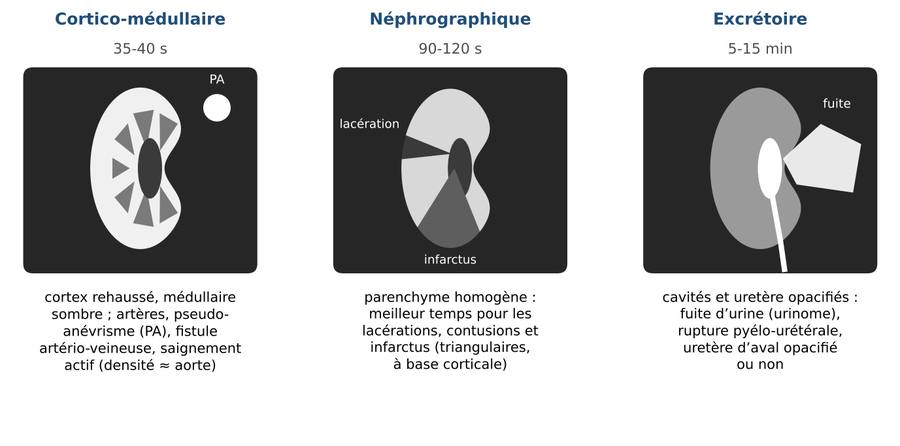 Cortico-médullaire
35-40 s
PA
cortex rehaussé, médullaire
sombre ; artères, pseudo-
anévrisme (PA), fistule
artério-veineuse, saignement
actif (densité ≈ aorte)
Néphrographique
90-120 s
lacération
infarctus
parenchyme homogène :
meilleur temps pour les
lacérations, contusions et
infarctus (triangulaires,
à base corticale)
Excrétoire
5-15 min
fuite
cavités et uretère opacifiés :
fuite d’urine (urinome),
rupture pyélo-urétérale,
uretère d’aval opacifié
ou non